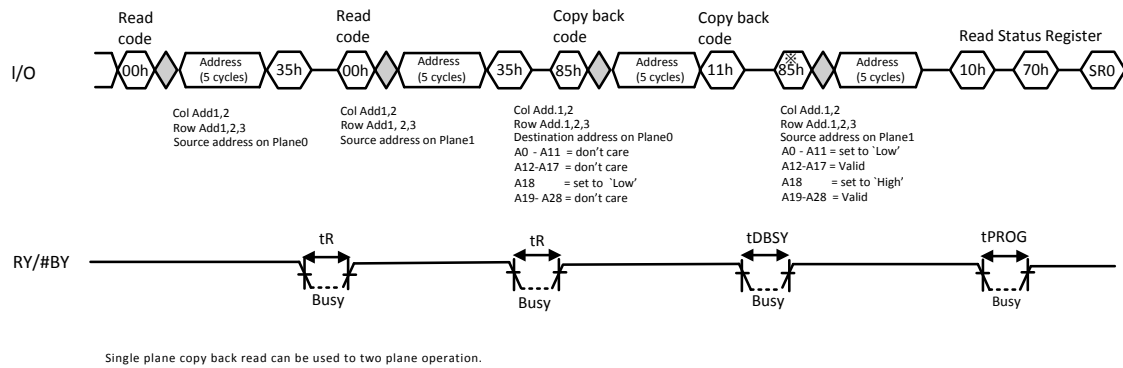 Read code
Read code
Copy back code
Copy back code
Read Status Register
I/O
00h
Address (5 cycles)
35h
00h
Address (5 cycles)
35h
85h
Address (5 cycles)
11h
※
85h
Address (5 cycles)
10h
70h
SR0
Col Add1,2
Row Add1,2,3
Source address on Plane0
Col Add1,2
Row Add1, 2,3
Source address on Plane1
Col Add.1,2
Row Add.1,2,3
Destination address on Plane0
A0 - A11 = don't care
A12-A17 = don't care
A18 = set to `Low'
A19- A28 = don't care
Col Add.1,2
Row Add.1,2,3
Source address on Plane1
A0 - A11 = set to `Low'
A12-A17 = Valid
A18 = set to `High'
A19-A28 = Valid
RY/#BY
tR
Busy
tR
Busy
tDBSY
Busy
tPROG
Busy
Single plane copy back read can be used to two plane operation.